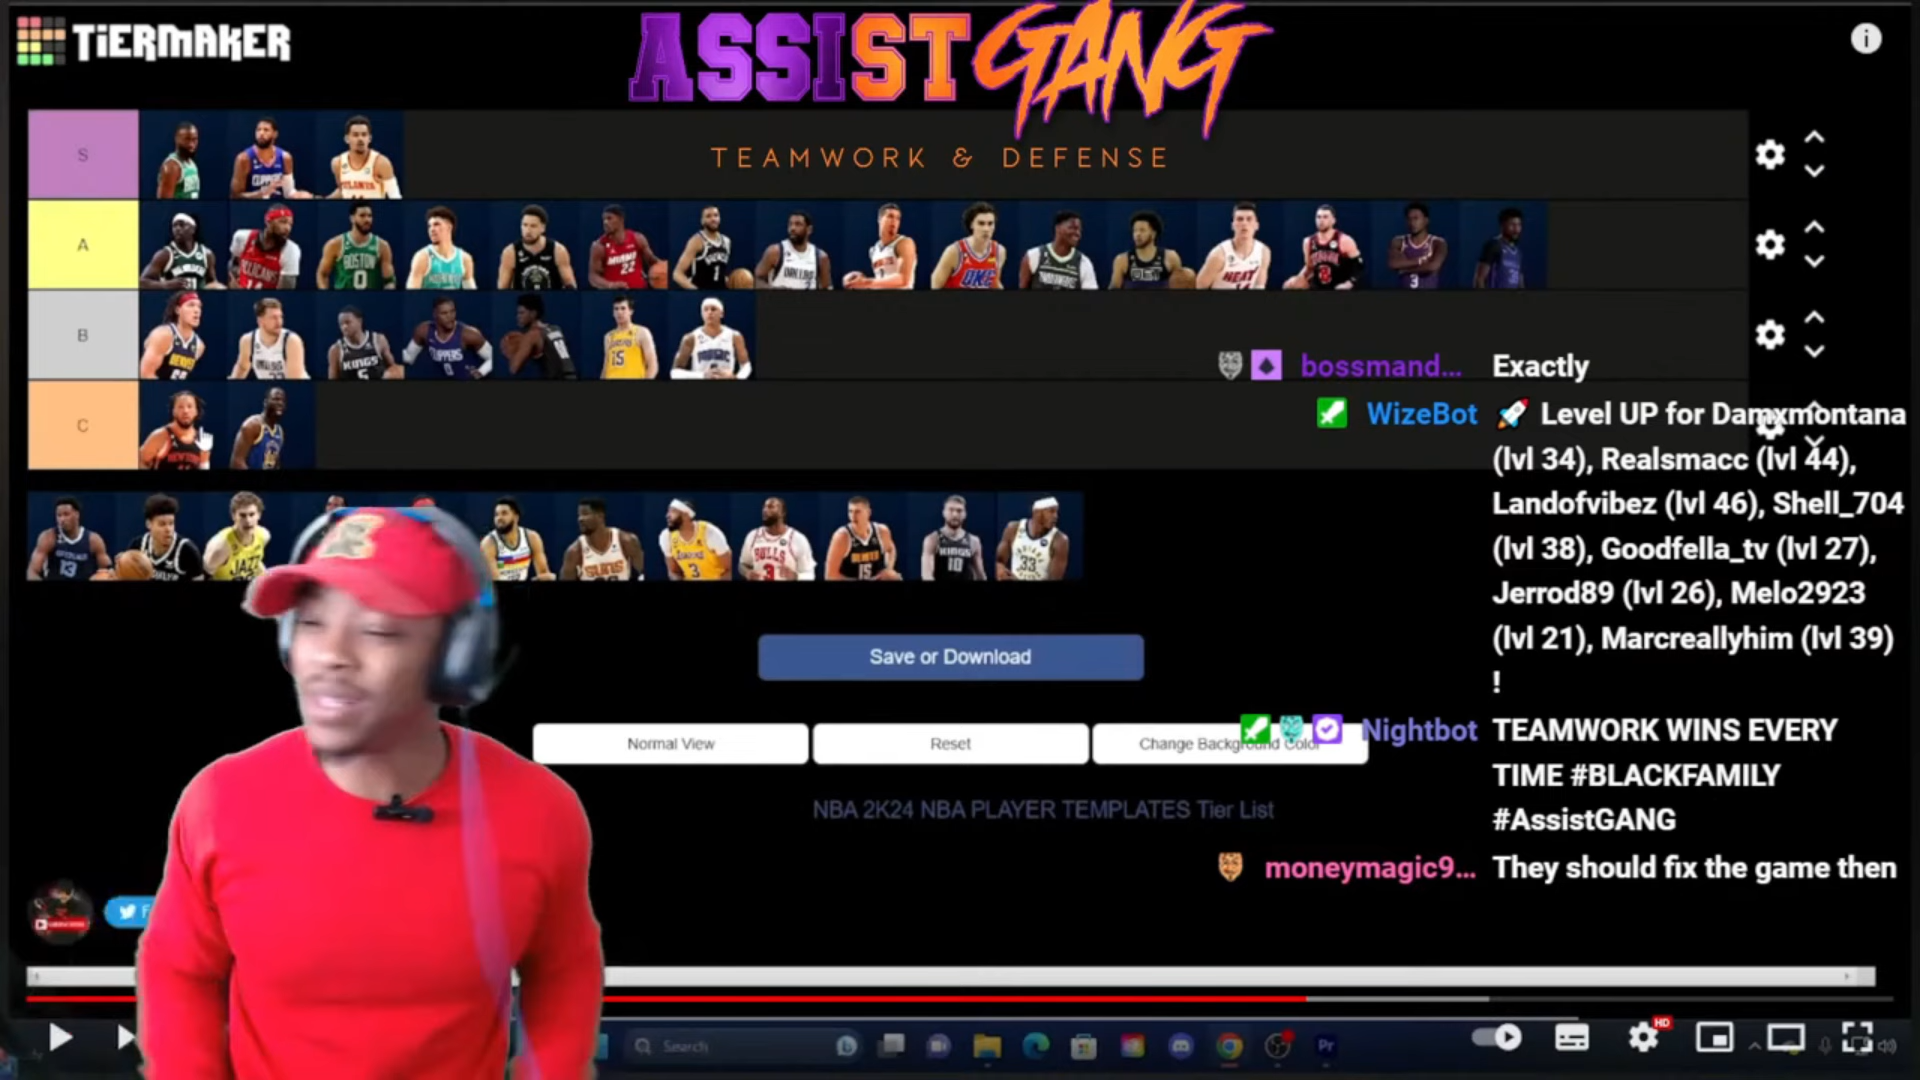 TiERMAKER
ASSIST GANG
TEAMWORK & DEFENSE
S
A
B
C
bossmand... Exactly
WizeBot Level UP for Damxmontana
(lvl 34), Realsmacc (lvl 44),
Landofvibez (lvl 46), Shell_704
(lvl 38), Goodfella_tv (lvl 27),
Jerrod89 (lvl 26), Melo2923
(lvl 21), Marcreallyhim (lvl 39)
!
Save or Download
Normal View
Reset
Change Background Color
Nightbot TEAMWORK WINS EVERY
TIME #BLACKFAMILY
#AssistGANG
NBA 2K24 NBA PLAYER TEMPLATES Tier List
moneymagic9... They should fix the game then
HD
Search
Pr